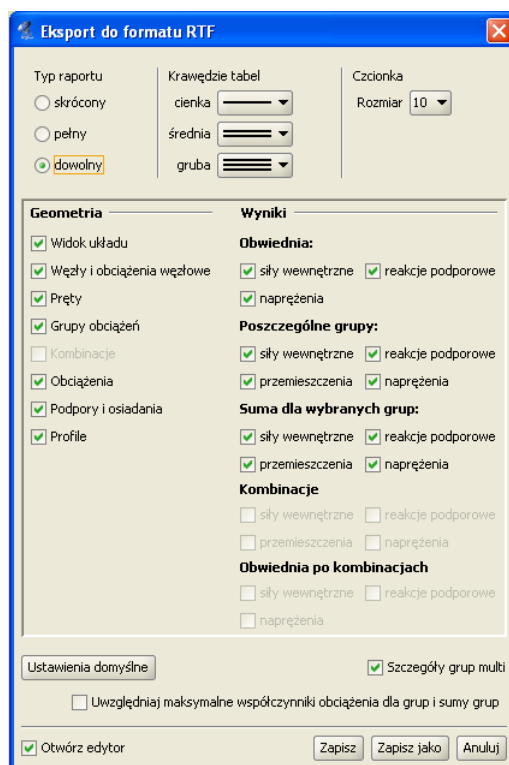 Eksport do formatu RTF
Typ raportu
skrócony
pełny
dowolny
Krawędzie tabel
cienka
średnia
gruba
Czcionka
Rozmiar 10
Geometria
Widok układu
Węzły i obciążenia węzłowe
Pręty
Grupy obciążeń
Kombinacje
Obciążenia
Podpory i osiadania
Profile
Wyniki
Obwiednia:
siły wewnętrzne reakcje podporowe
naprężenia
Poszczególne grupy:
siły wewnętrzne reakcje podporowe
przemieszczenia naprężenia
Suma dla wybranych grup:
siły wewnętrzne reakcje podporowe
przemieszczenia naprężenia
Kombinacje
siły wewnętrzne reakcje podporowe
przemieszczenia naprężenia
Obwiednia po kombinacjach
siły wewnętrzne reakcje podporowe
naprężenia
Ustawienia domyślne Szczegóły grup multi
Uwzględniaj maksymalne współczynniki obciążenia dla grup i sumy grup
Otwórz edytor Zapisz Zapisz jako Anuluj